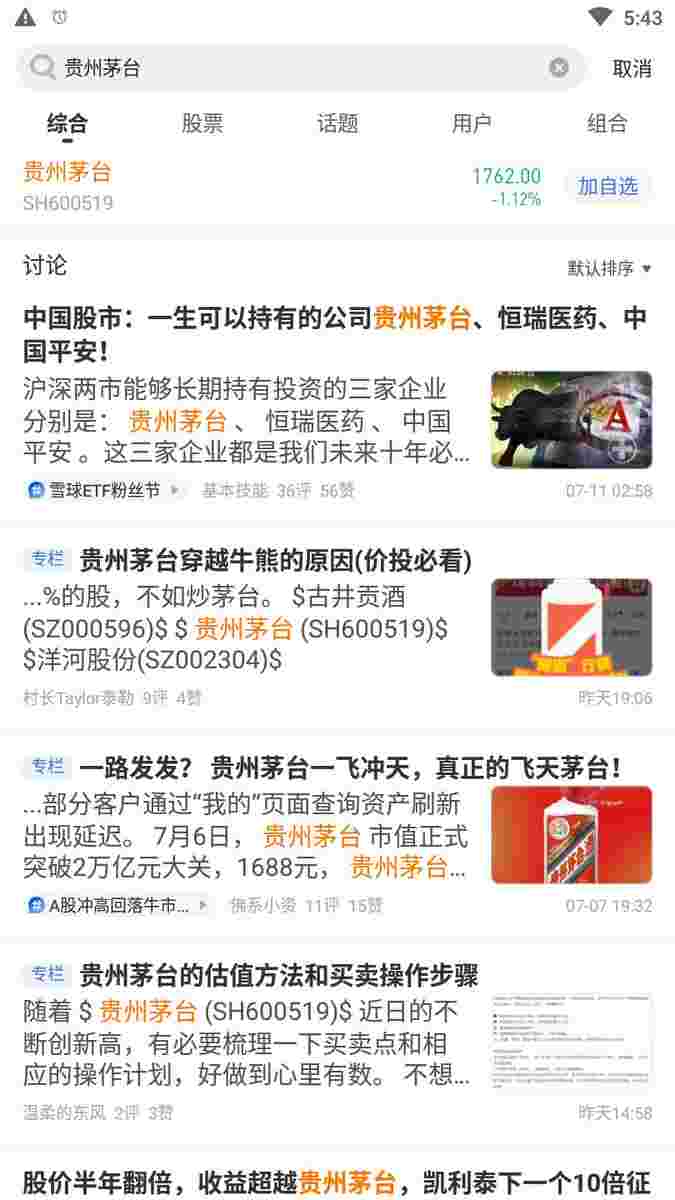 5:43
贵州茅台
取消
综合 股票 话题 用户 组合
贵州茅台
1762.00
加自选
SH600519
-1.12%
讨论
默认排序
中国股市：一生可以持有的公司贵州茅台、恒瑞医药、中
国平安！
沪深两市能够长期持有投资的三家企业
分别是： 贵州茅台 、 恒瑞医药 、 中国
平安 。这三家企业都是我们未来十年必...
A
雪球ETF粉丝节 基本技能 36评 56赞 07-11 02:58
专栏 贵州茅台穿越牛熊的原因(价投必看)
...%的股，不如炒茅台。 $古井贡酒
(SZ000596)$ $ 贵州茅台 (SH600519)$
$洋河股份(SZ002304)$
村长Taylor泰勒 9评 4赞 昨天19:06
专栏 一路发发？ 贵州茅台一飞冲天，真正的飞天茅台！
...部分客户通过“我的”页面查询资产刷新
出现延迟。 7月6日， 贵州茅台 市值正式
突破2万亿元大关，1688元， 贵州茅台...
A股冲高回落牛市... 佛系小资 11评 15赞 07-07 19:32
专栏 贵州茅台的估值方法和买卖操作步骤
随着 $ 贵州茅台 (SH600519)$ 近日的不
断创新高，有必要梳理一下买卖点和相
应的操作计划，好做到心里有数。 不想...
温柔的东风 2评 3赞 昨天14:58
股价半年翻倍，收益超越贵州茅台，凯利泰下一个10倍征